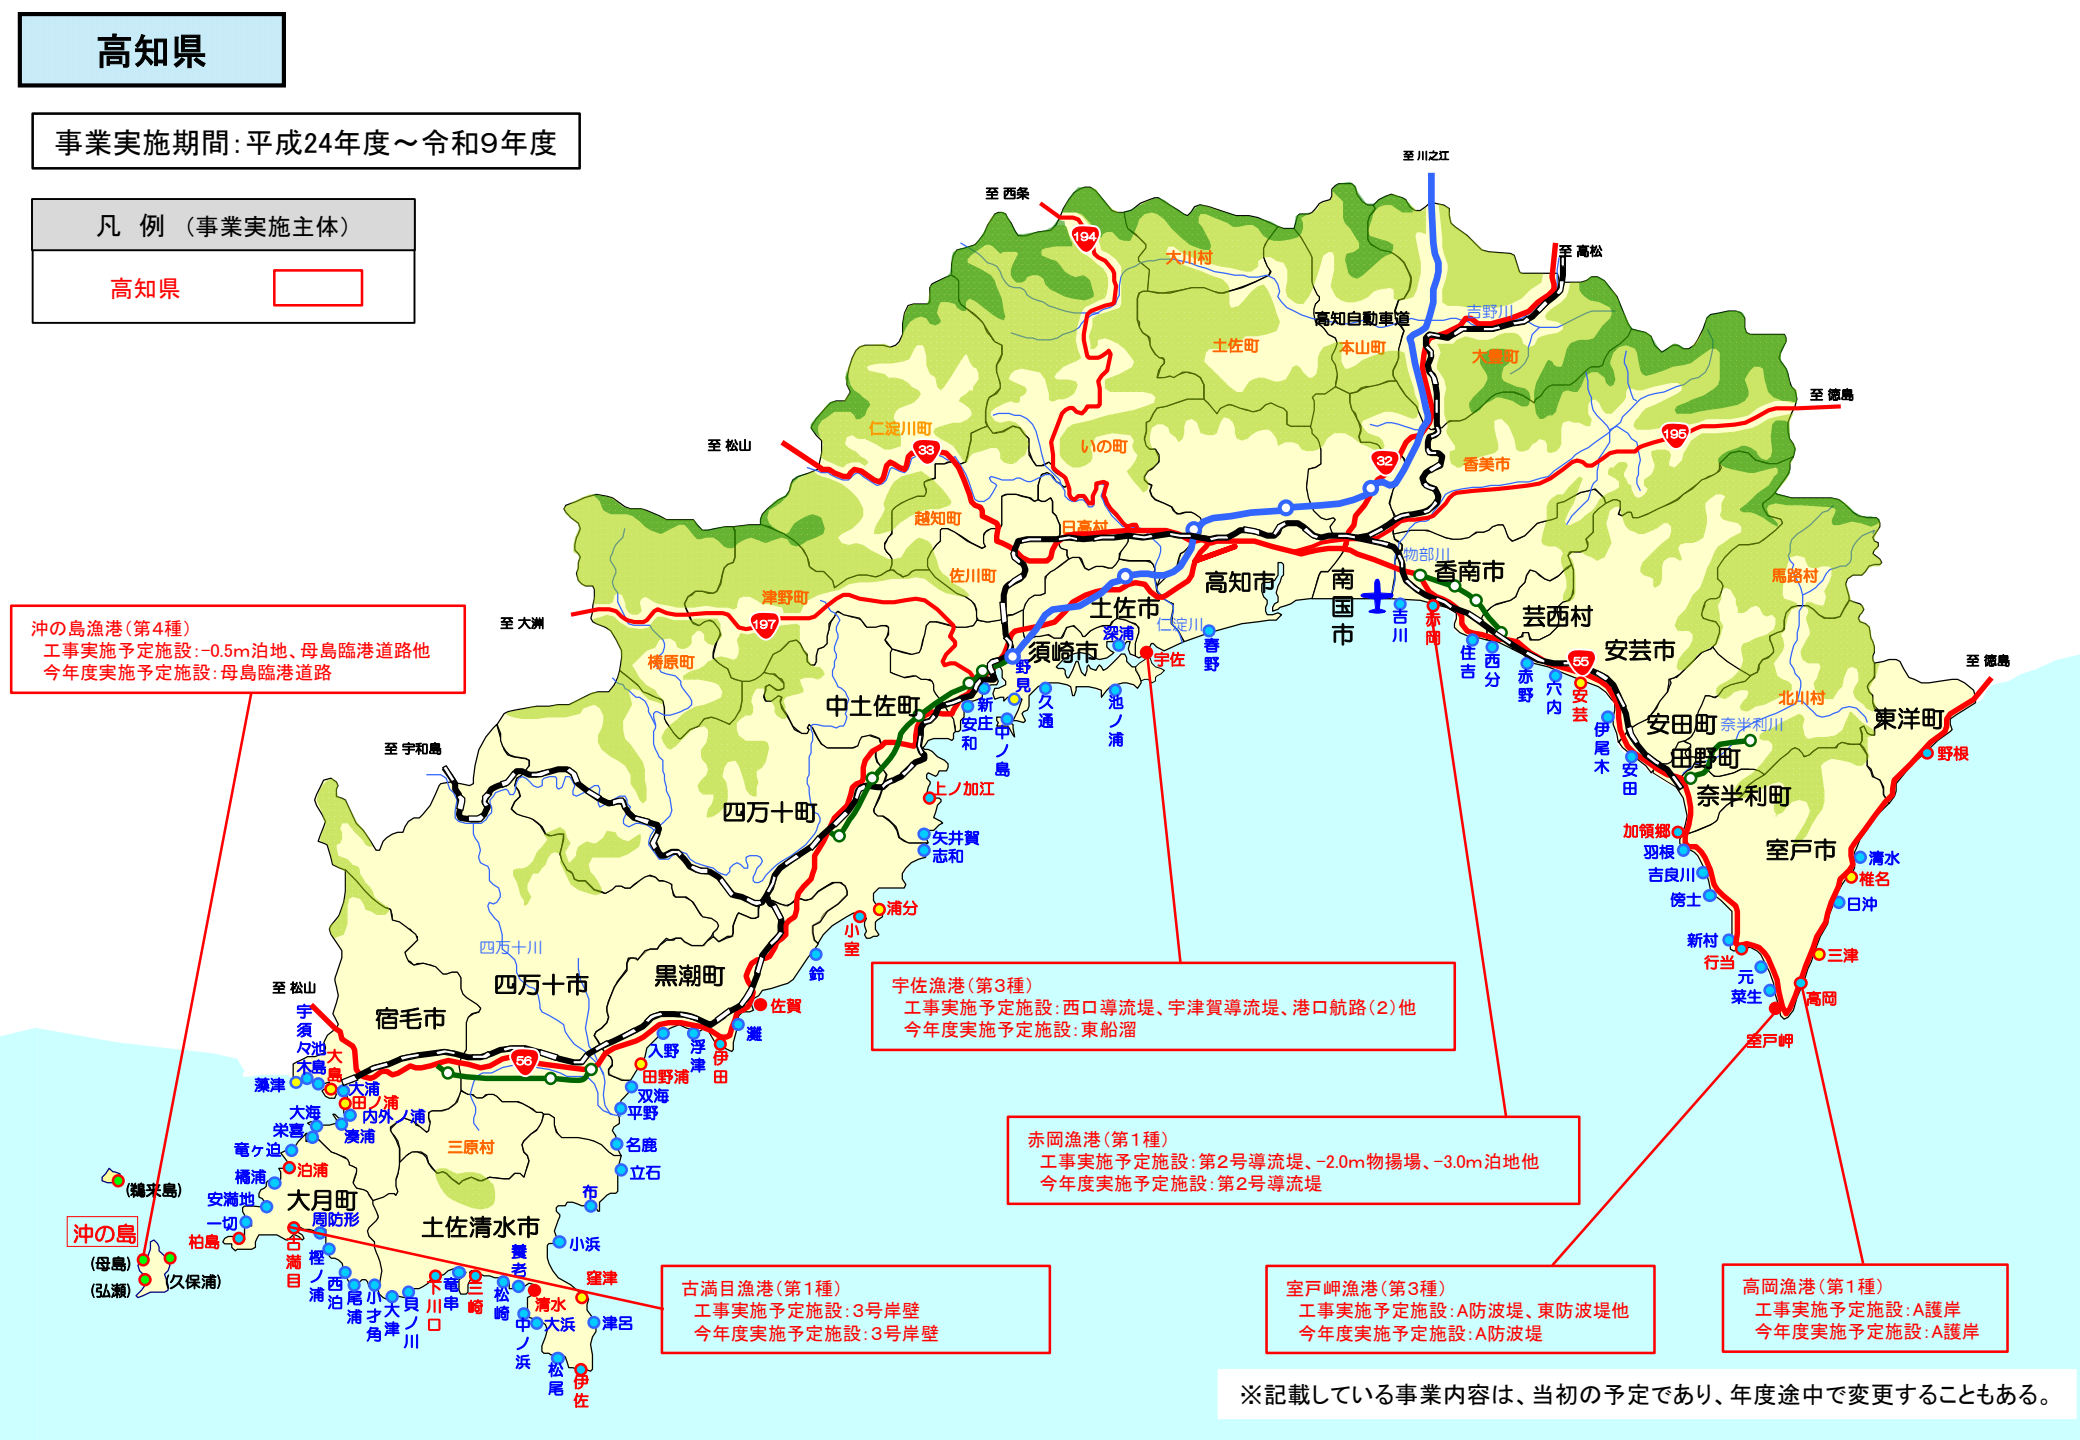 高知県
事業実施期間：平成24年度～令和９年度
凡　例　（事業実施主体）
高知県
至 川之江
至 西条
194
至 高松
大川村
高知自動車道
吉野川
土佐町
本山町
大豊町
至 徳島
仁淀川町
至 松山
33
いの町
32
195
香美市
越知町
日高村
物部川
佐川町
高知市
南国市
香南市
馬路村
津野町
197
至 大洲
土佐市
仁淀川
吉川
赤岡
芸西村
梼原町
須崎市
深浦
宇佐
春野
住吉
西分
赤野
穴内
55
安芸
安芸市
至 徳島
北川村
中土佐町
新庄
安和
野見
中ノ島
久通
池ノ浦
伊尾木
安田
安田町
奈半利川
田野町
東洋町
野根
至 宇和島
上ノ加江
奈半利町
四万十町
矢井賀
志和
加領郷
羽根
室戸市
清水
吉良川
椎名
傍士
日沖
浦分
小室
新村
行当
三津
四万十川
鈴
元
菜生
高岡
室戸岬
四万十市
黒潮町
至 松山
宿毛市
佐賀
灘
宇須々木
池島
大島
56
入野
浮津
伊田
藻津
大浦
田野浦
田ノ浦
双海
大海
内外ノ浦
平野
栄喜
湊浦
竜ヶ迫
三原村
名鹿
泊浦
立石
橘浦
(鵜来島)
安満地
大月町
布
一切
周防形
土佐清水市
沖の島
柏島
古満目
小浜
(母島)
樫ノ浦
養老
(弘瀬)
(久保浦)
西泊
尾浦
小才角
大津
貝ノ川
下川口
竜串
三崎
松崎
清水
窪津
中ノ浜
大浜
津呂
松尾
伊佐
沖の島漁港（第４種）
工事実施予定施設：-0.5m泊地、母島臨港道路他
今年度実施予定施設：母島臨港道路
宇佐漁港（第３種）
工事実施予定施設：西口導流堤、宇津賀導流堤、港口航路（２）他
今年度実施予定施設：東船溜
赤岡漁港（第１種）
工事実施予定施設：第２号導流堤、-2.0m物揚場、-3.0m泊地他
今年度実施予定施設：第２号導流堤
古満目漁港（第１種）
工事実施予定施設：３号岸壁
今年度実施予定施設：３号岸壁
室戸岬漁港（第３種）
工事実施予定施設：A防波堤、東防波堤他
今年度実施予定施設：A防波堤
高岡漁港（第１種）
工事実施予定施設：A護岸
今年度実施予定施設：A護岸
※記載している事業内容は、当初の予定であり、年度途中で変更することもある。